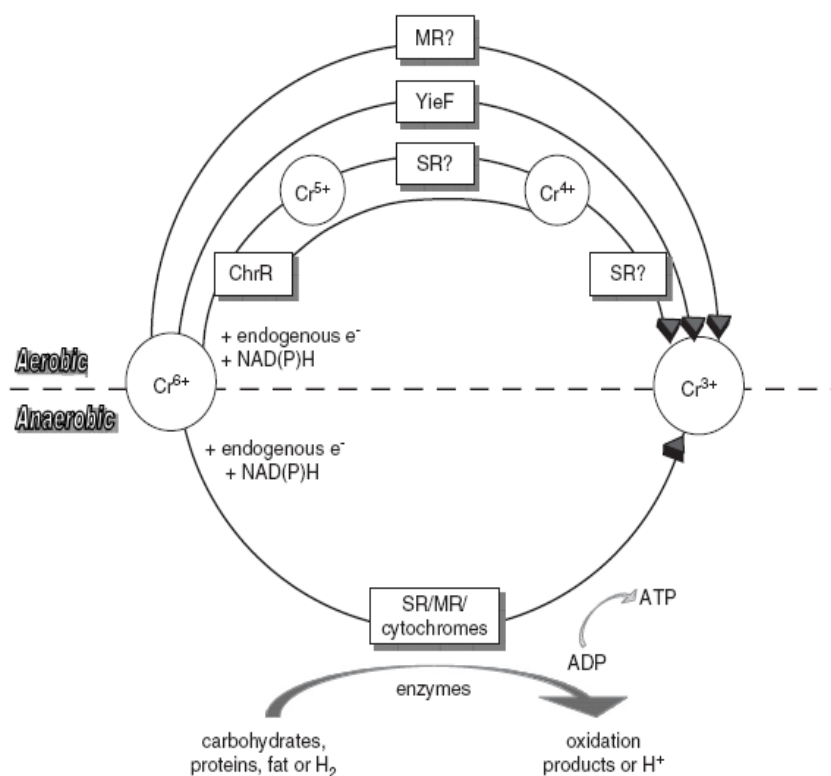 MR?
YieF
SR?
Cr⁵⁺
Cr⁴⁺
ChrR
SR?
+ endogenous e⁻
+ NAD(P)H
Aerobic
Cr⁶⁺
Cr³⁺
Anaerobic
+ endogenous e⁻
+ NAD(P)H
SR/MR/
cytochromes
ATP
ADP
enzymes
carbohydrates,
proteins, fat or H₂
oxidation
products or H⁺